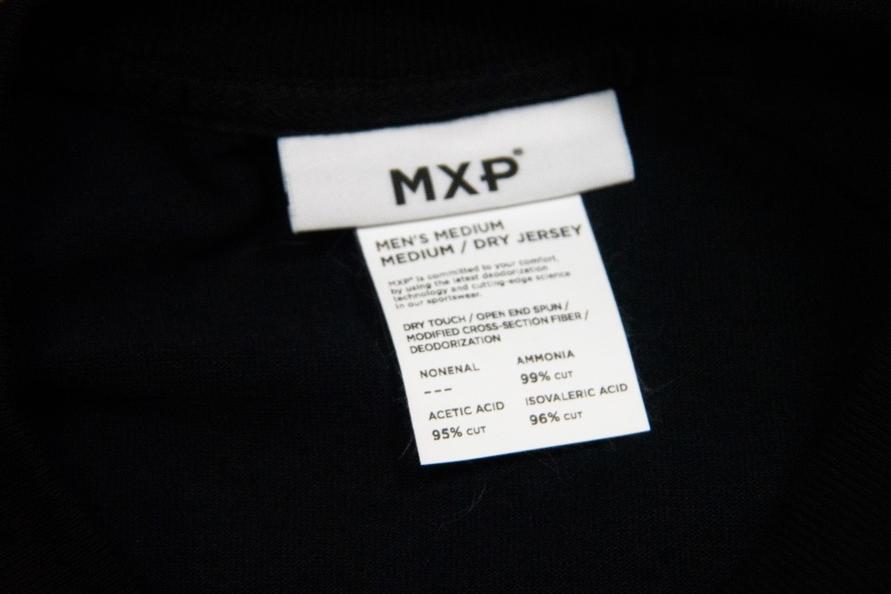 MXP®
MEN'S MEDIUM
MEDIUM / DRY JERSEY
MXP® is committed to your comfort,
by using the latest deodorization
technology and cutting-edge science
in our sportswear.
DRY TOUCH / OPEN END SPUN /
MODIFIED CROSS-SECTION FIBER /
DEODORIZATION
NONENAL AMMONIA
--- 99% CUT
ACETIC ACID ISOVALERIC ACID
95% CUT 96% CUT